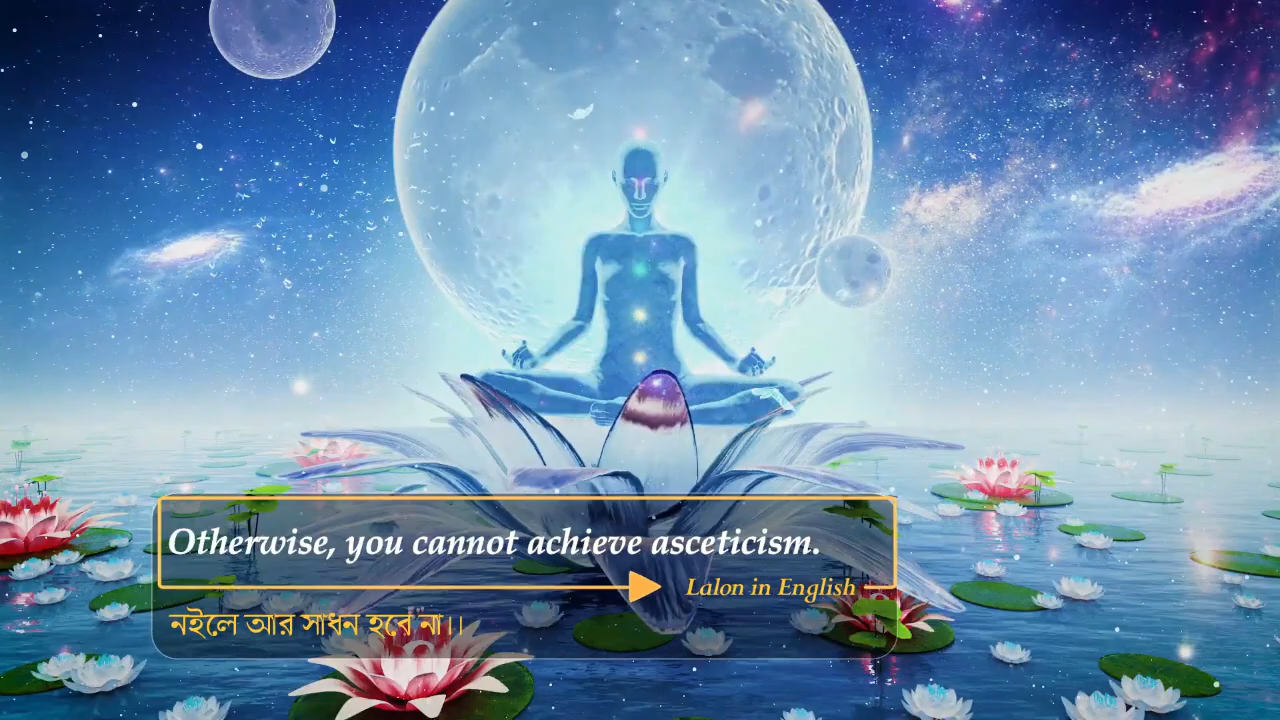 Otherwise, you cannot achieve asceticism.
Lalon in English
নইলে আর সাধন হবে না।।